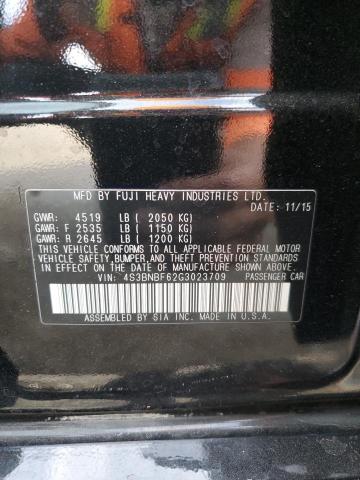 MFD BY FUJI HEAVY INDUSTRIES LTD.
DATE: 11/15
GVWR: 4519 LB ( 2050 KG)
GAWR: F 2535 LB ( 1150 KG)
GAWR: R 2645 LB ( 1200 KG)
THIS VEHICLE CONFORMS TO ALL APPLICABLE FEDERAL MOTOR
VEHICLE SAFETY, BUMPER, AND THEFT PREVENTION STANDARDS
IN EFFECT ON THE DATE OF MANUFACTURE SHOWN ABOVE.
VIN: 4S3BNBF62G3023709 PASSENGER CAR
ASSEMBLED BY SIA INC. MADE IN U.S.A.